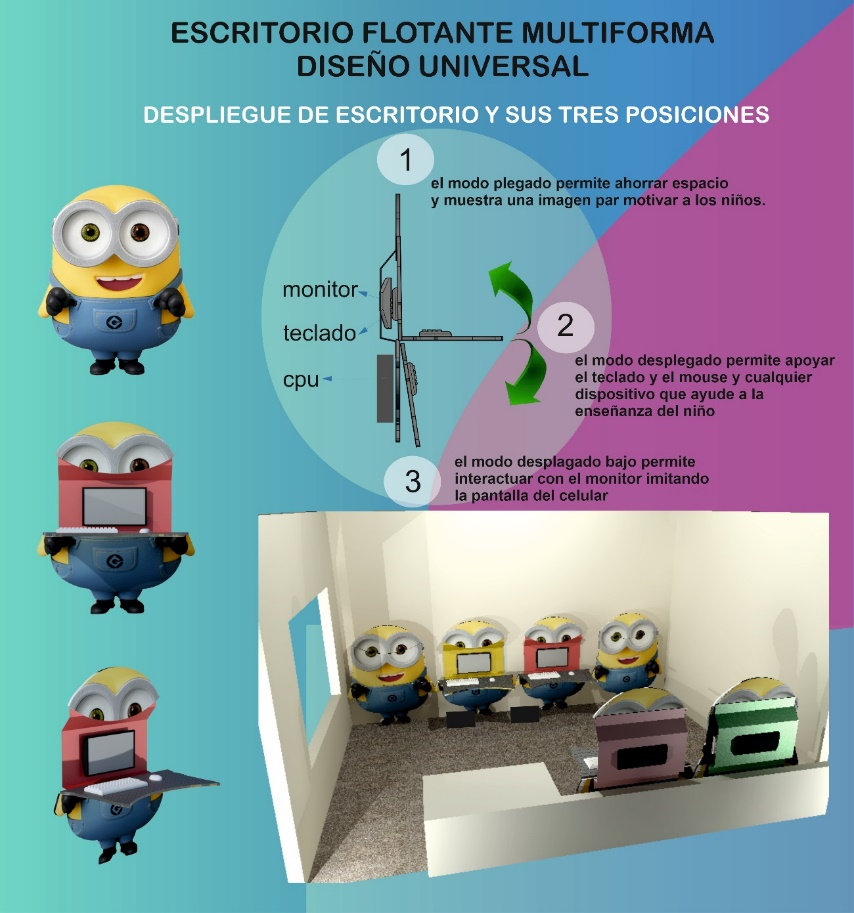 ESCRITORIO FLOTANTE MULTIFORMA
DISEÑO UNIVERSAL
DESPLIEGUE DE ESCRITORIO Y SUS TRES POSICIONES
1
el modo plegado permite ahorrar espacio
y muestra una imagen par motivar a los niños.
monitor
teclado
cpu
2
el modo desplegado permite apoyar
el teclado y el mouse y cualquier
dispositivo que ayude a la
enseñanza del niño
3
el modo desplagado bajo permite
interactuar con el monitor imitando
la pantalla del celular